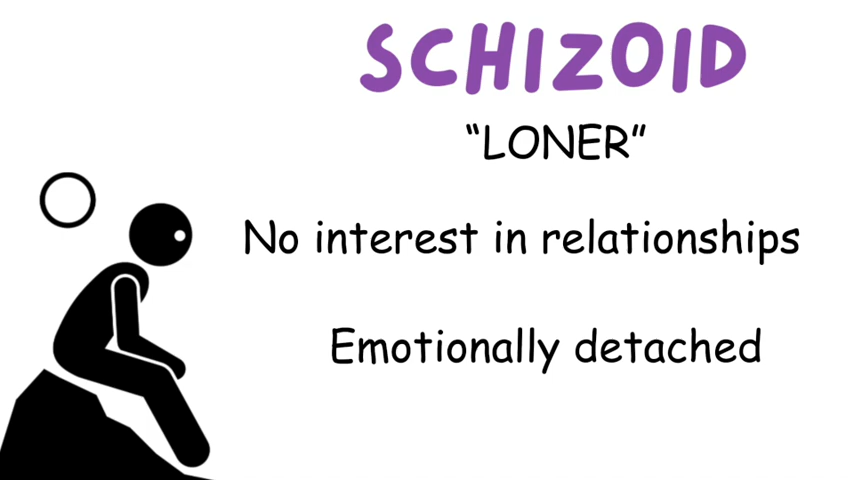 SCHIZOID
“LONER”
No interest in relationships
Emotionally detached